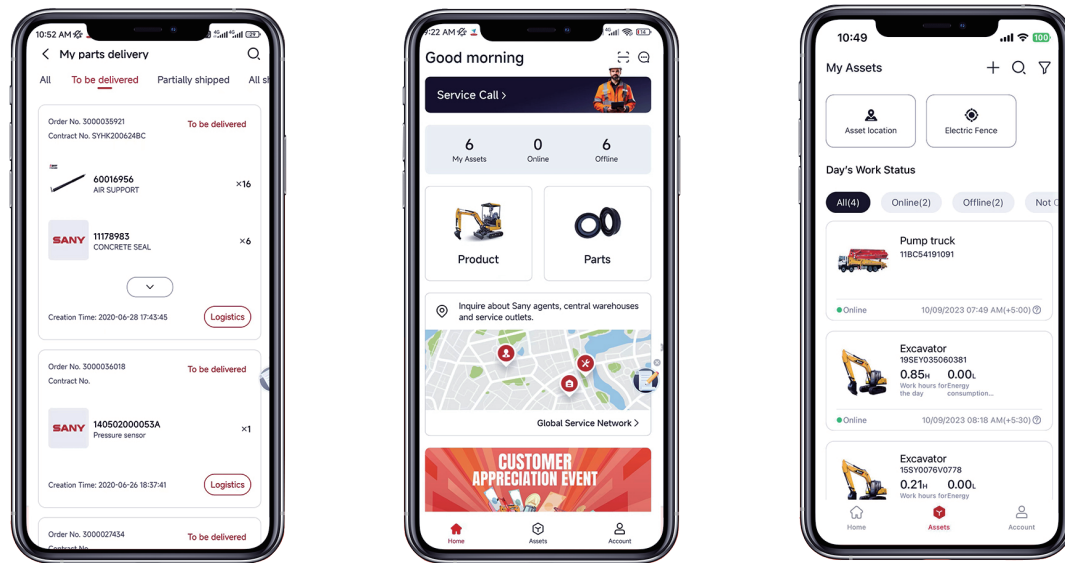 10:52 AM
My parts delivery
All To be delivered Partially shipped All sh
Order No. 3000035921
To be delivered
Contract No. SYHK200624BC
60016956
AIR SUPPORT
×16
SANY
11178983
CONCRETE SEAL
×6
Creation Time: 2020-06-28 17:43:45
Logistics
Order No. 3000036018
To be delivered
Contract No.
SANY
140502000053A
Pressure sensor
×1
Creation Time: 2020-06-26 18:37:41
Logistics
Order No. 3000027434
To be delivered
Contract No.
9:22 AM
Good morning
Service Call >
6 0 6
My Assets Online Offline
Product Parts
Inquire about Sany agents, central warehouses
and service outlets.
Global Service Network >
CUSTOMER
APPRECIATION EVENT
Home Assets Account
10:49
100
My Assets
Asset location Electric Fence
Day's Work Status
All(4) Online(2) Offline(2) Not
Pump truck
11BC54191091
Online 10/09/2023 07:49 AM(+5:00)
Excavator
19SEY035060381
0.85H 0.00L
Work hours for Energy
the day consumption...
Online 10/09/2023 08:18 AM(+5:30)
Excavator
15SY0076V0778
0.21H 0.00L
Work hours for Energy
Home Assets Account